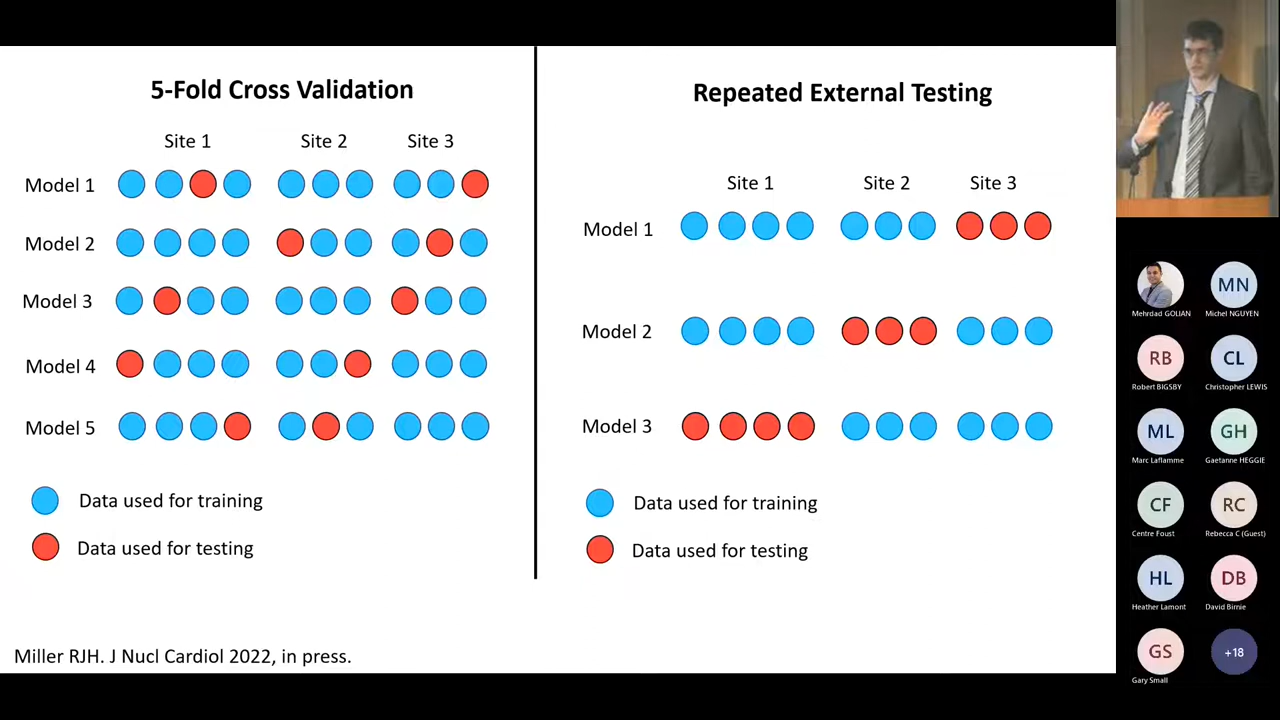 5-Fold Cross Validation
Site 1 Site 2 Site 3
Model 1
Model 2
Model 3
Model 4
Model 5
Data used for training
Data used for testing
Repeated External Testing
Site 1 Site 2 Site 3
Model 1
Model 2
Model 3
Data used for training
Data used for testing
Miller RJH. J Nucl Cardiol 2022, in press.
MN
Mehrdad GOLIAN Michel NGUYEN
RB CL
Robert BIGSBY Christopher LEWIS
ML GH
Marc Laflamme Gaetanne HEGGIE
CF RC
Centre Foust Rebecca C (Guest)
HL DB
Heather Lamont David Birnie
GS +18
Gary Small